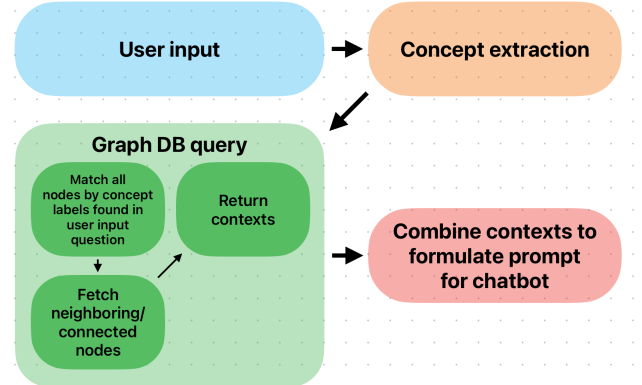 User input
Concept extraction
Graph DB query
Match all
nodes by concept
labels found in
user input
question
Return
contexts
Fetch
neighboring/
connected
nodes
Combine contexts to
formulate prompt
for chatbot